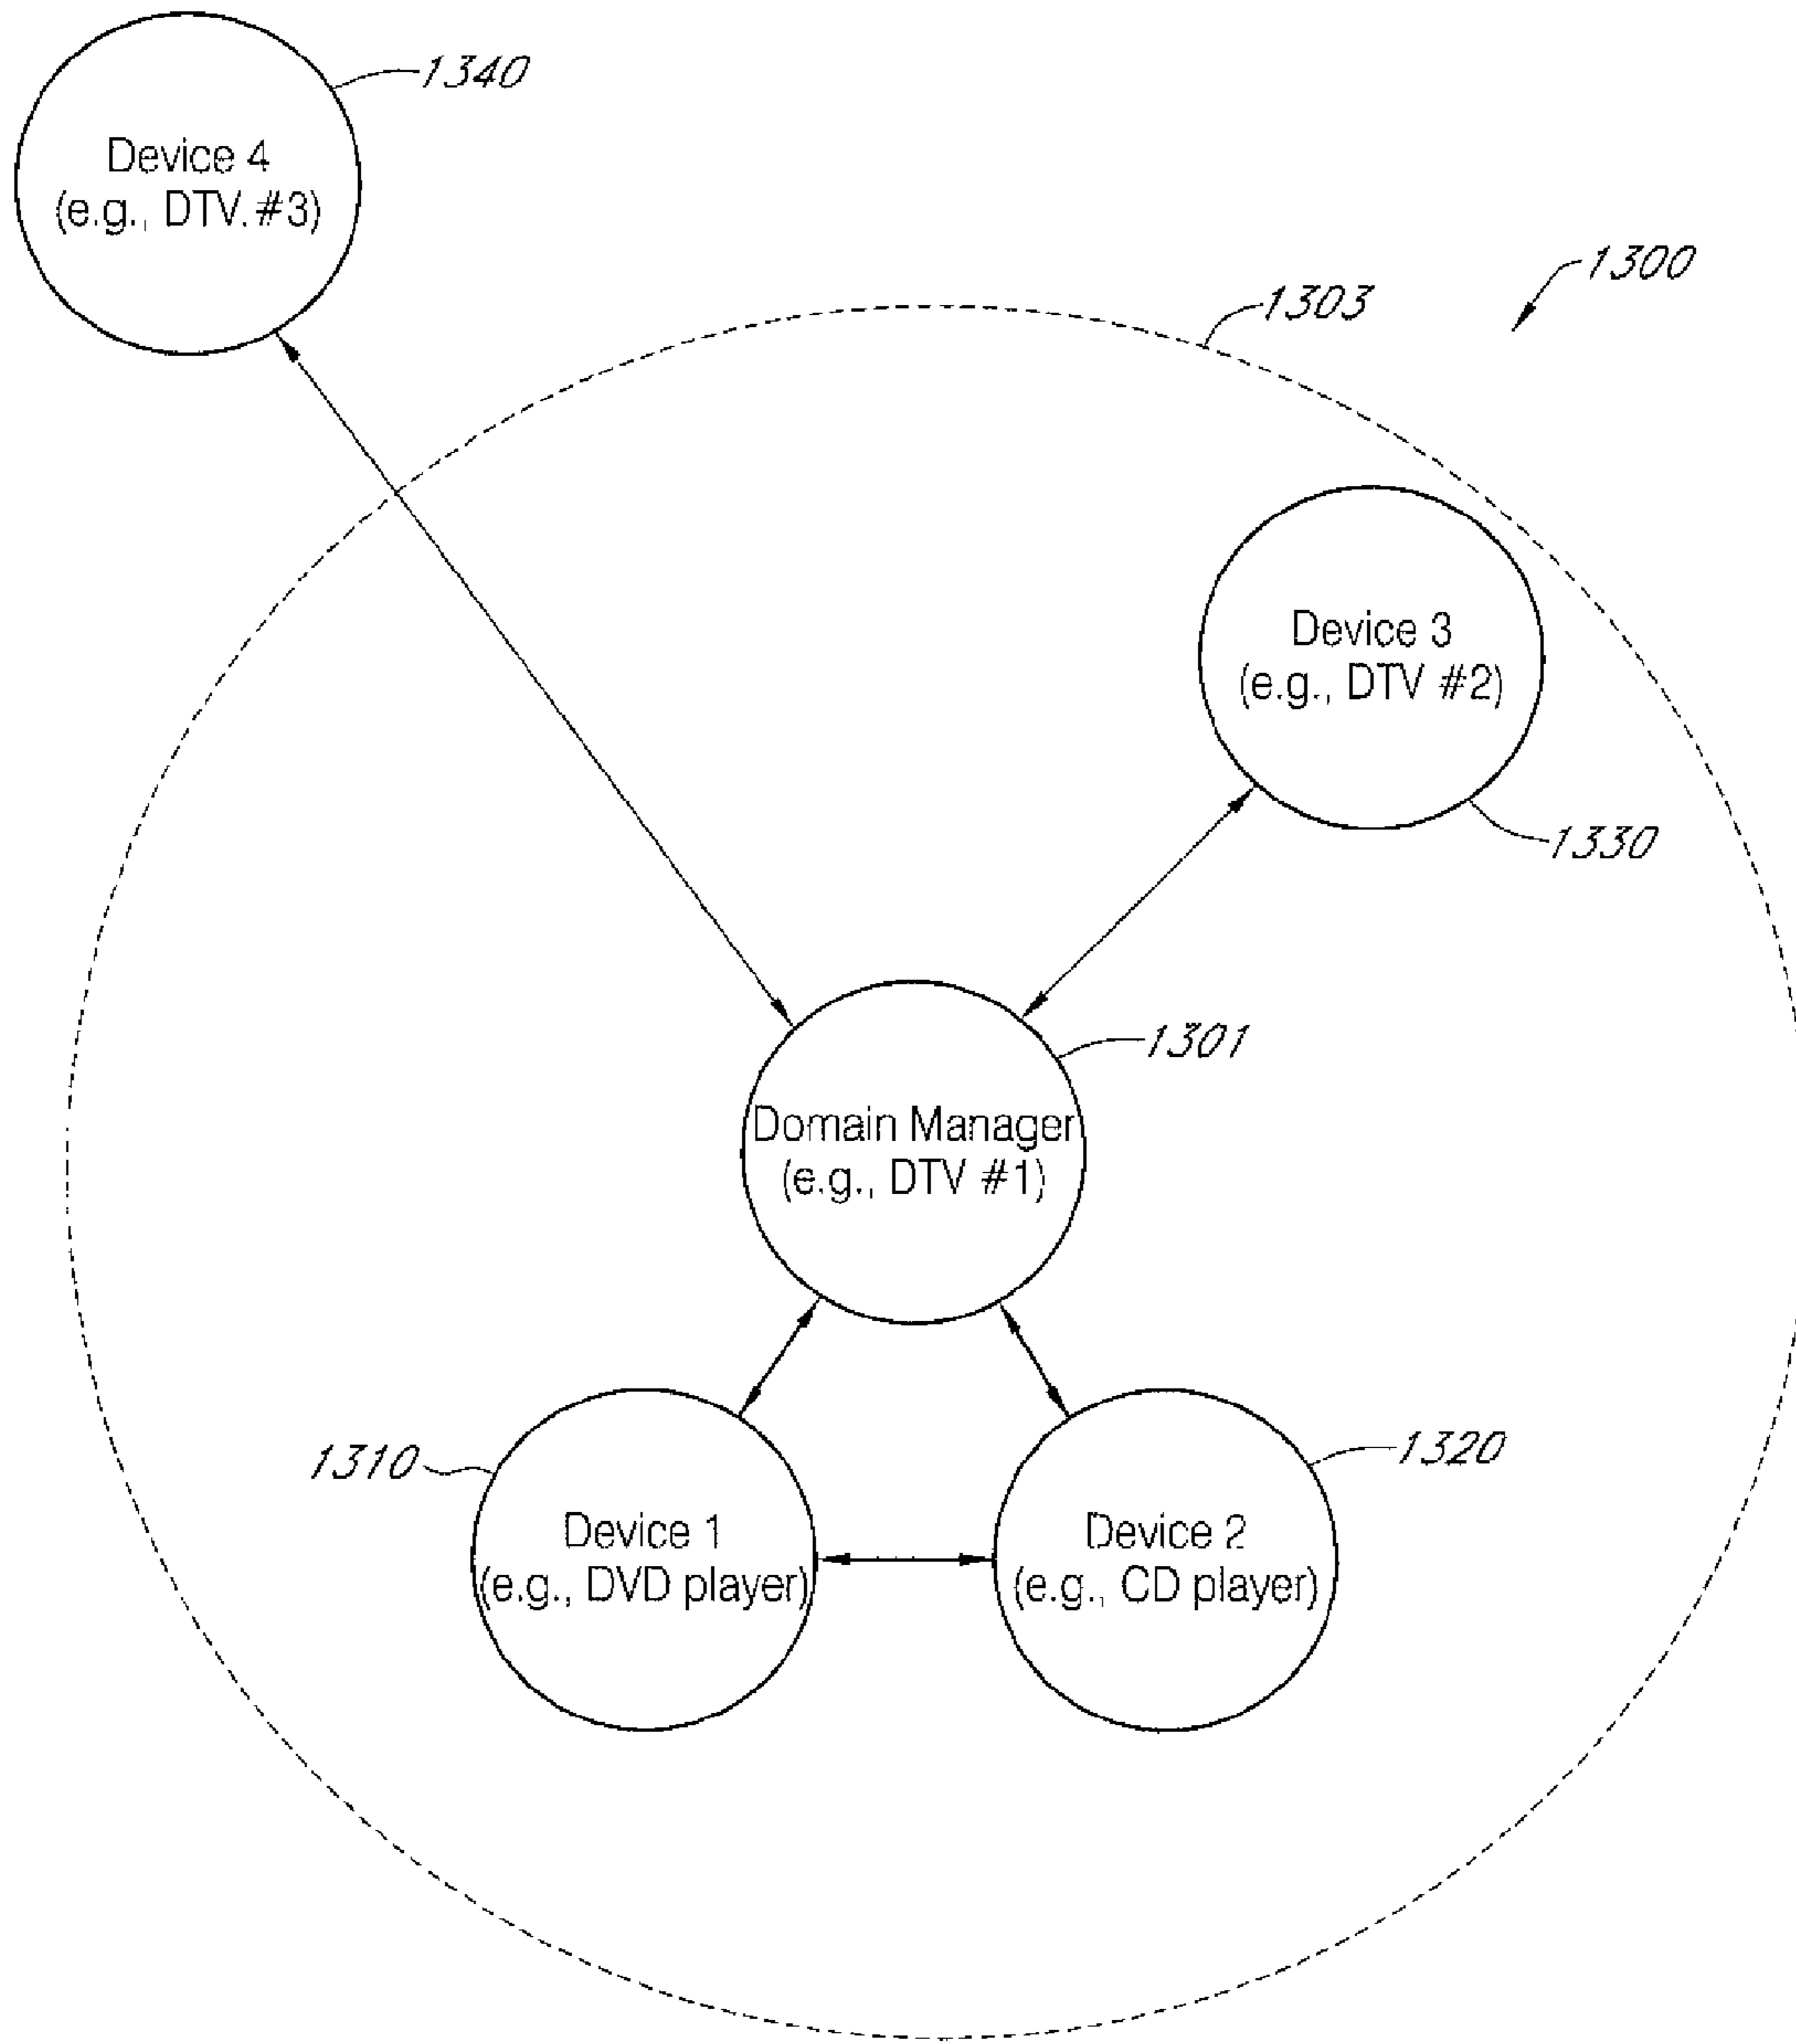 1340
Device 4
(e.g., DTV. #3)
1300
1303
Device 3
(e.g., DTV #2)
1330
1301
Domain Manager
(e.g., DTV #1)
1310
1320
Device 1
(e.g., DVD player)
Device 2
(e.g., CD player)